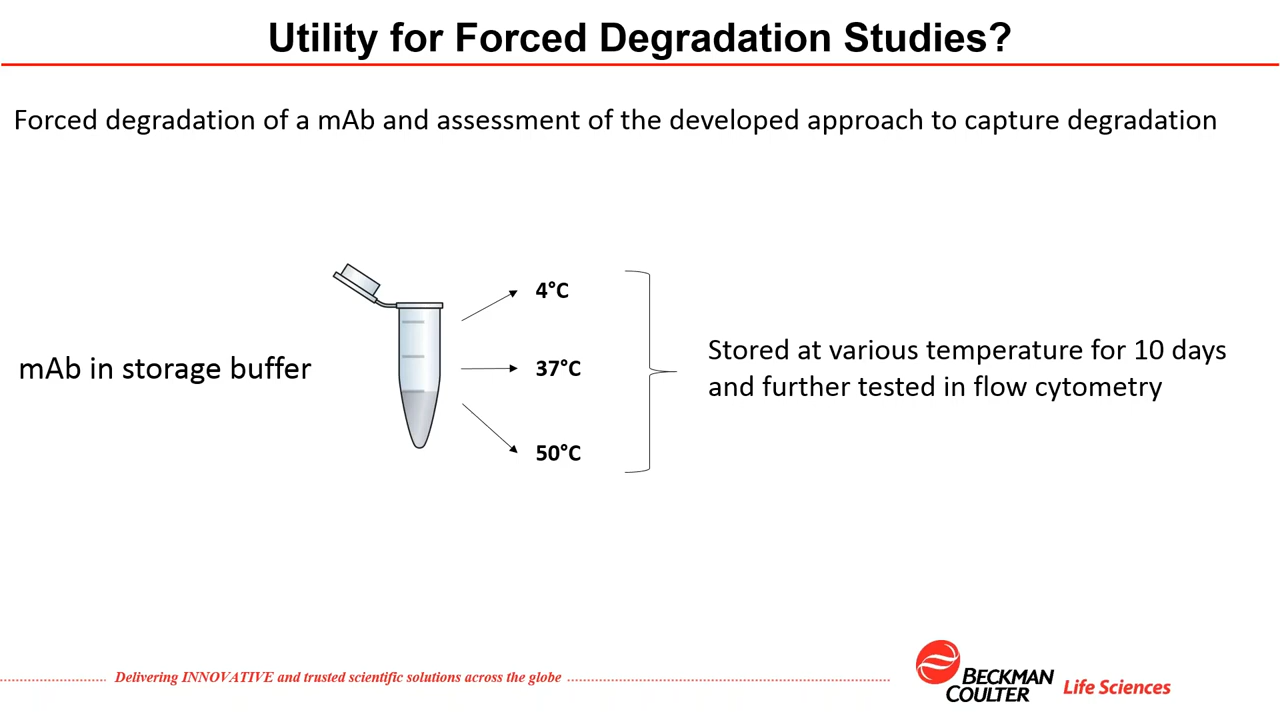 Utility for Forced Degradation Studies?
Forced degradation of a mAb and assessment of the developed approach to capture degradation
mAb in storage buffer
4°C
37°C
50°C
Stored at various temperature for 10 days
and further tested in flow cytometry
Delivering INNOVATIVE and trusted scientific solutions across the globe
BECKMAN
COULTER
Life Sciences